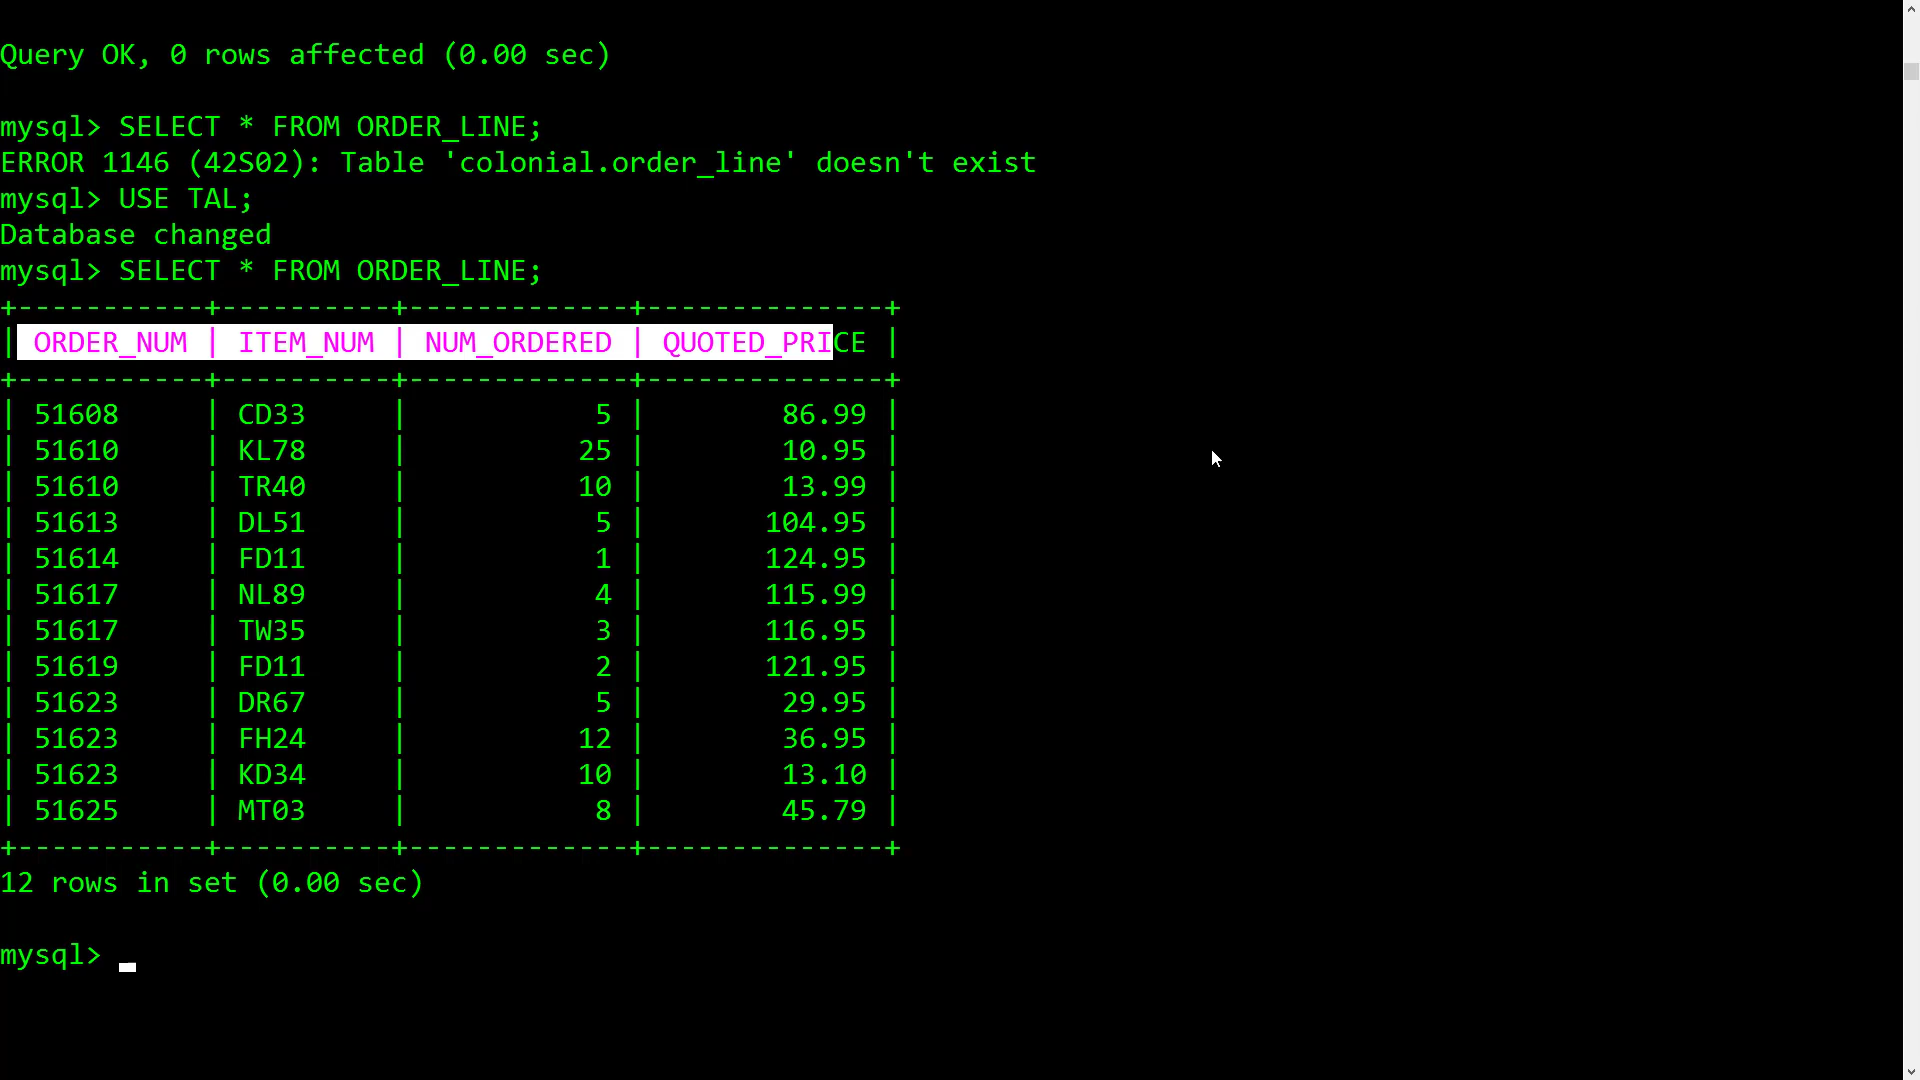 Query OK, 0 rows affected (0.00 sec)
mysql> SELECT * FROM ORDER_LINE;
ERROR 1146 (42S02): Table 'colonial.order_line' doesn't exist
mysql> USE TAL;
Database changed
mysql> SELECT * FROM ORDER_LINE;
+-----------+----------+-------------+--------------+
| ORDER_NUM | ITEM_NUM | NUM_ORDERED | QUOTED_PRICE |
+-----------+----------+-------------+--------------+
| 51608     | CD33     |           5 |        86.99 |
| 51610     | KL78     |          25 |        10.95 |
| 51610     | TR40     |          10 |        13.99 |
| 51613     | DL51     |           5 |       104.95 |
| 51614     | FD11     |           1 |       124.95 |
| 51617     | NL89     |           4 |       115.99 |
| 51617     | TW35     |           3 |       116.95 |
| 51619     | FD11     |           2 |       121.95 |
| 51623     | DR67     |           5 |        29.95 |
| 51623     | FH24     |          12 |        36.95 |
| 51623     | KD34     |          10 |        13.10 |
| 51625     | MT03     |           8 |        45.79 |
+-----------+----------+-------------+--------------+
12 rows in set (0.00 sec)
mysql> _